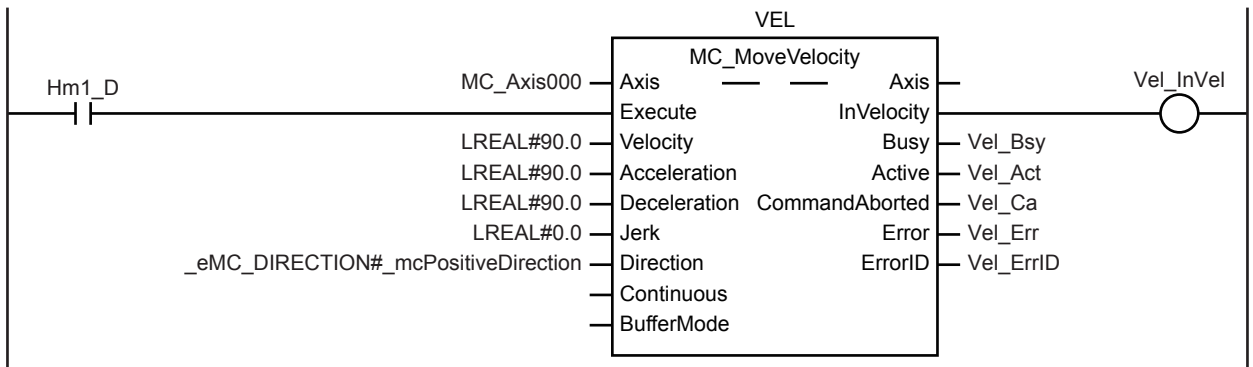 VEL
MC_MoveVelocity
Hm1_D
MC_Axis000 Axis Axis
Vel_InVel
Execute InVelocity
LREAL#90.0 Velocity Busy Vel_Bsy
LREAL#90.0 Acceleration Active Vel_Act
LREAL#90.0 Deceleration CommandAborted Vel_Ca
LREAL#0.0 Jerk Error Vel_Err
_eMC_DIRECTION#_mcPositiveDirection Direction ErrorID Vel_ErrID
Continuous
BufferMode